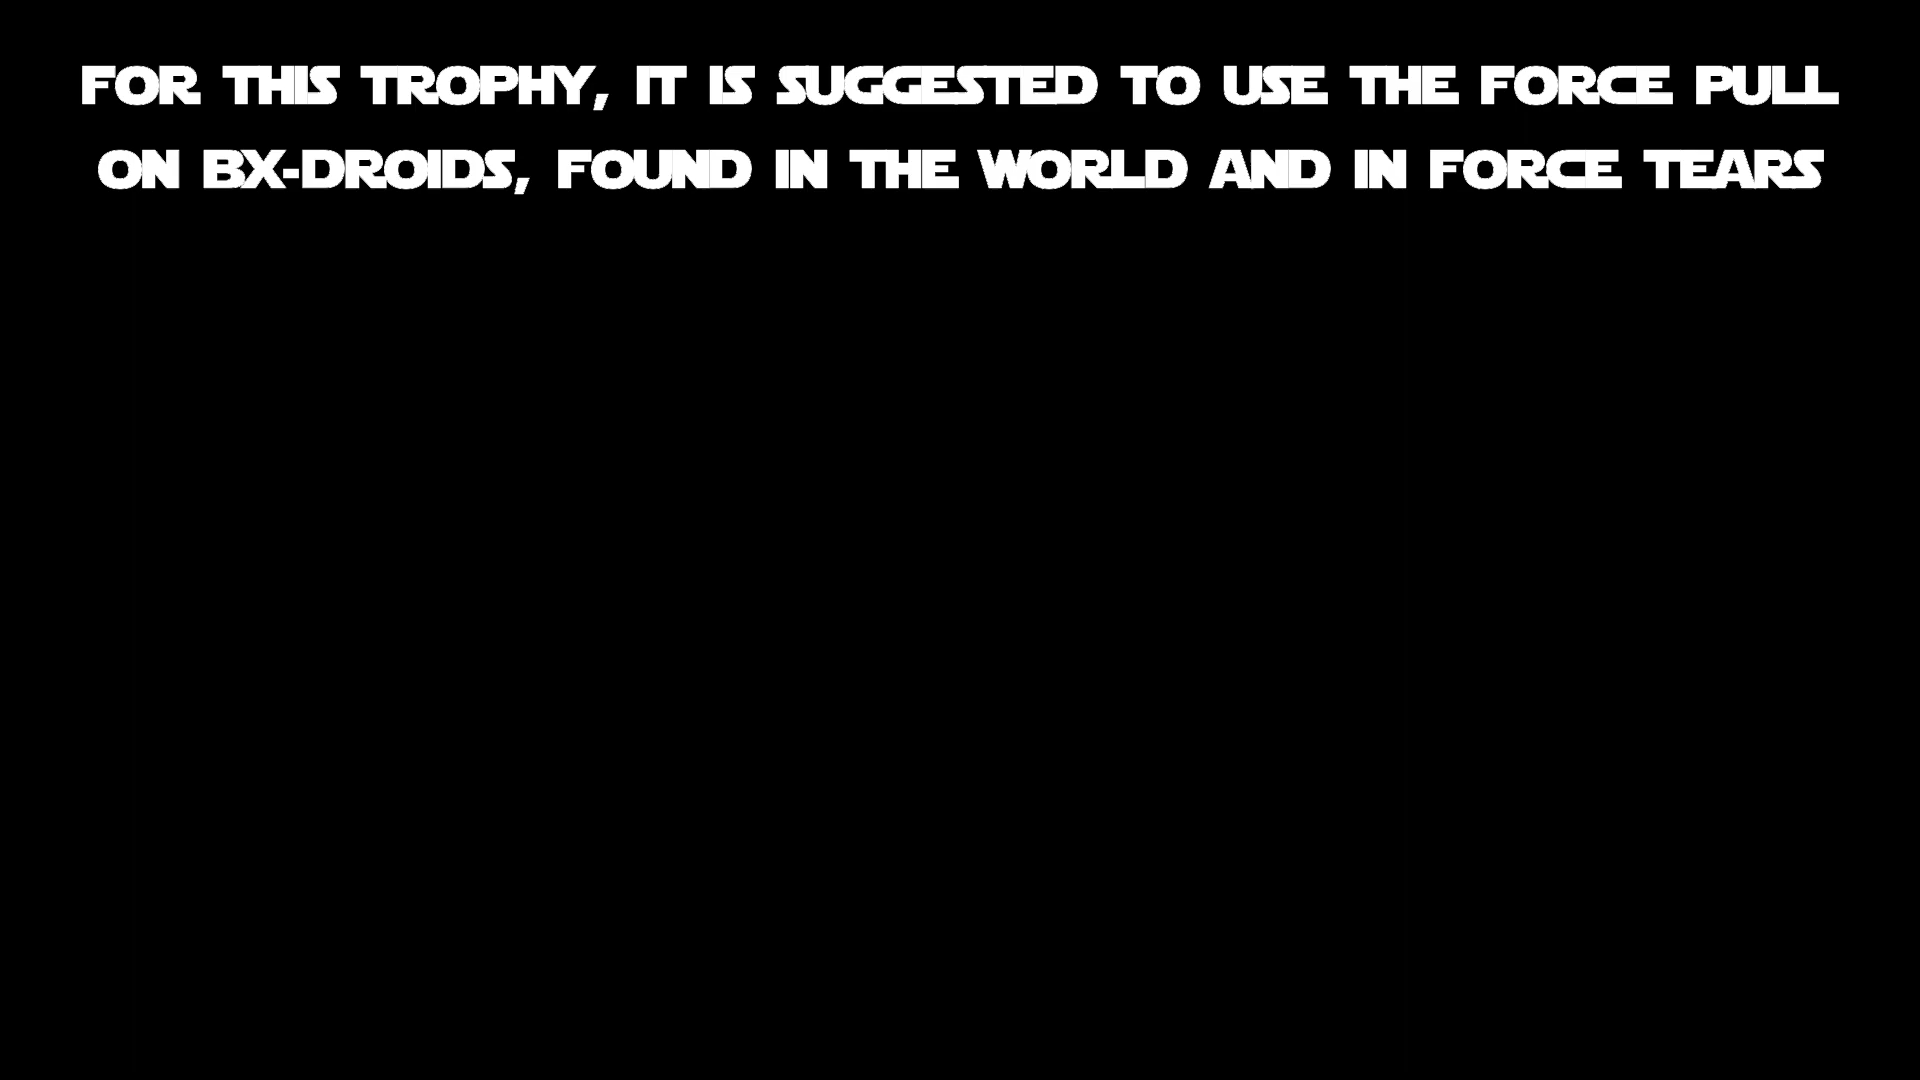 FOR THIS TROPHY, IT IS SUGGESTED TO USE THE FORCE PULL
ON BX-DROIDS, FOUND IN THE WORLD AND IN FORCE TEARS